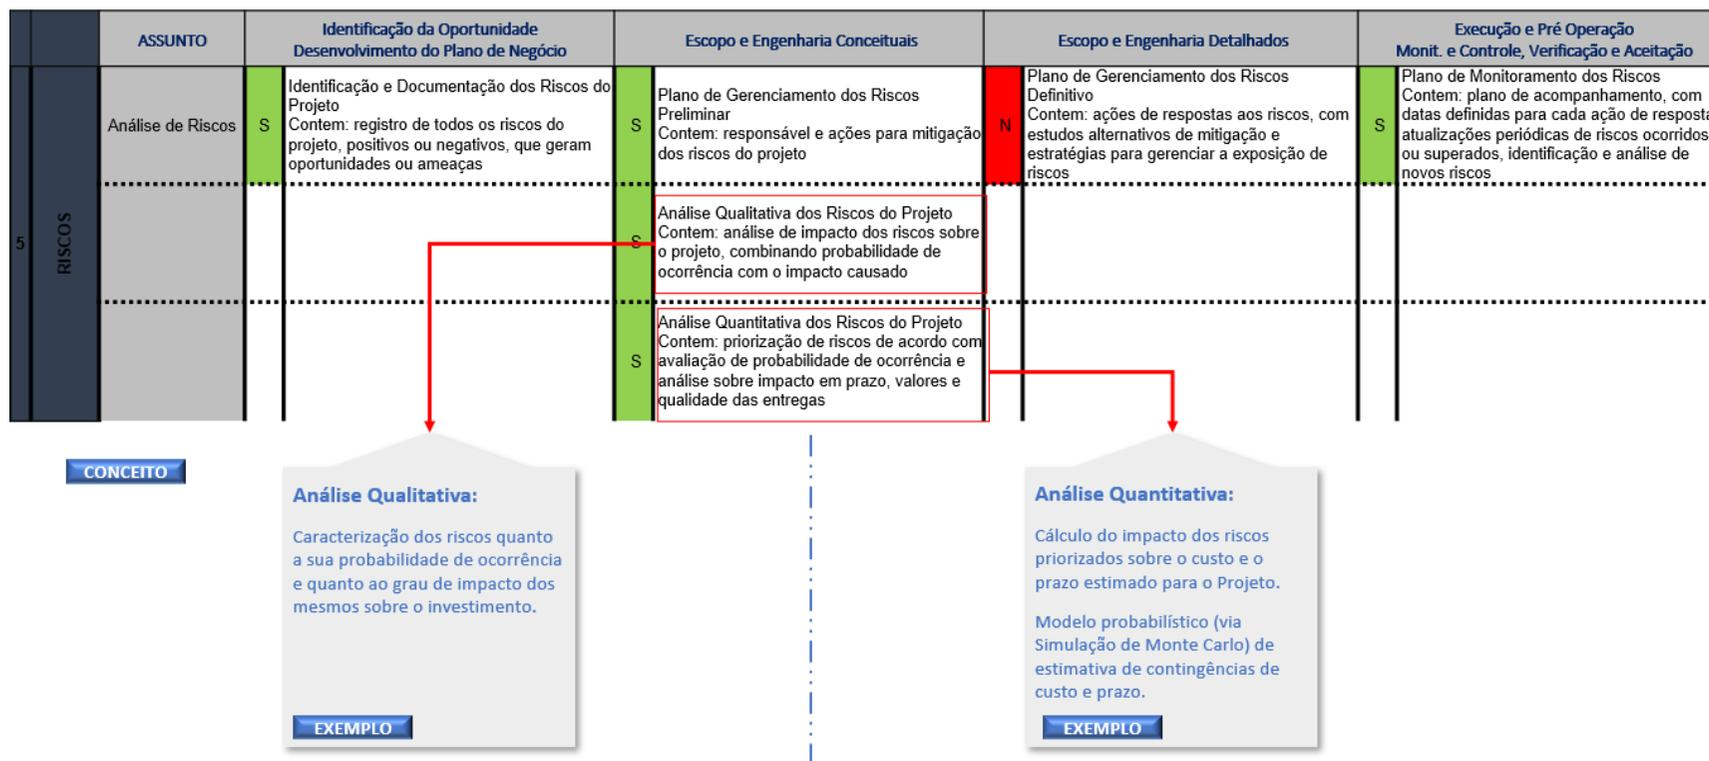 ASSUNTO
Identificação da Oportunidade
Desenvolvimento do Plano de Negócio
Escopo e Engenharia Conceituais
Escopo e Engenharia Detalhados
Execução e Pré Operação
Monit. e Controle, Verificação e Aceitação
5
RISCOS
Análise de Riscos
S
Identificação e Documentação dos Riscos do
Projeto
Contem: registro de todos os riscos do
projeto, positivos ou negativos, que geram
oportunidades ou ameaças
S
Plano de Gerenciamento dos Riscos
Preliminar
Contem: responsável e ações para mitigação
dos riscos do projeto
N
Plano de Gerenciamento dos Riscos
Definitivo
Contem: ações de respostas aos riscos, com
estudos alternativos de mitigação e
estratégias para gerenciar a exposição de
riscos
S
Plano de Monitoramento dos Riscos
Contem: plano de acompanhamento, com
datas definidas para cada ação de resposta
atualizações periódicas de riscos ocorridos
ou superados, identificação e análise de
novos riscos
S
Análise Qualitativa dos Riscos do Projeto
Contem: análise de impacto dos riscos sobre
o projeto, combinando probabilidade de
ocorrência com o impacto causado
S
Análise Quantitativa dos Riscos do Projeto
Contem: priorização de riscos de acordo com
avaliação de probabilidade de ocorrência e
análise sobre impacto em prazo, valores e
qualidade das entregas
CONCEITO
Análise Qualitativa:
Caracterização dos riscos quanto
a sua probabilidade de ocorrência
e quanto ao grau de impacto dos
mesmos sobre o investimento.
EXEMPLO
Análise Quantitativa:
Cálculo do impacto dos riscos
priorizados sobre o custo e o
prazo estimado para o Projeto.
Modelo probabilístico (via
Simulação de Monte Carlo) de
estimativa de contingências de
custo e prazo.
EXEMPLO